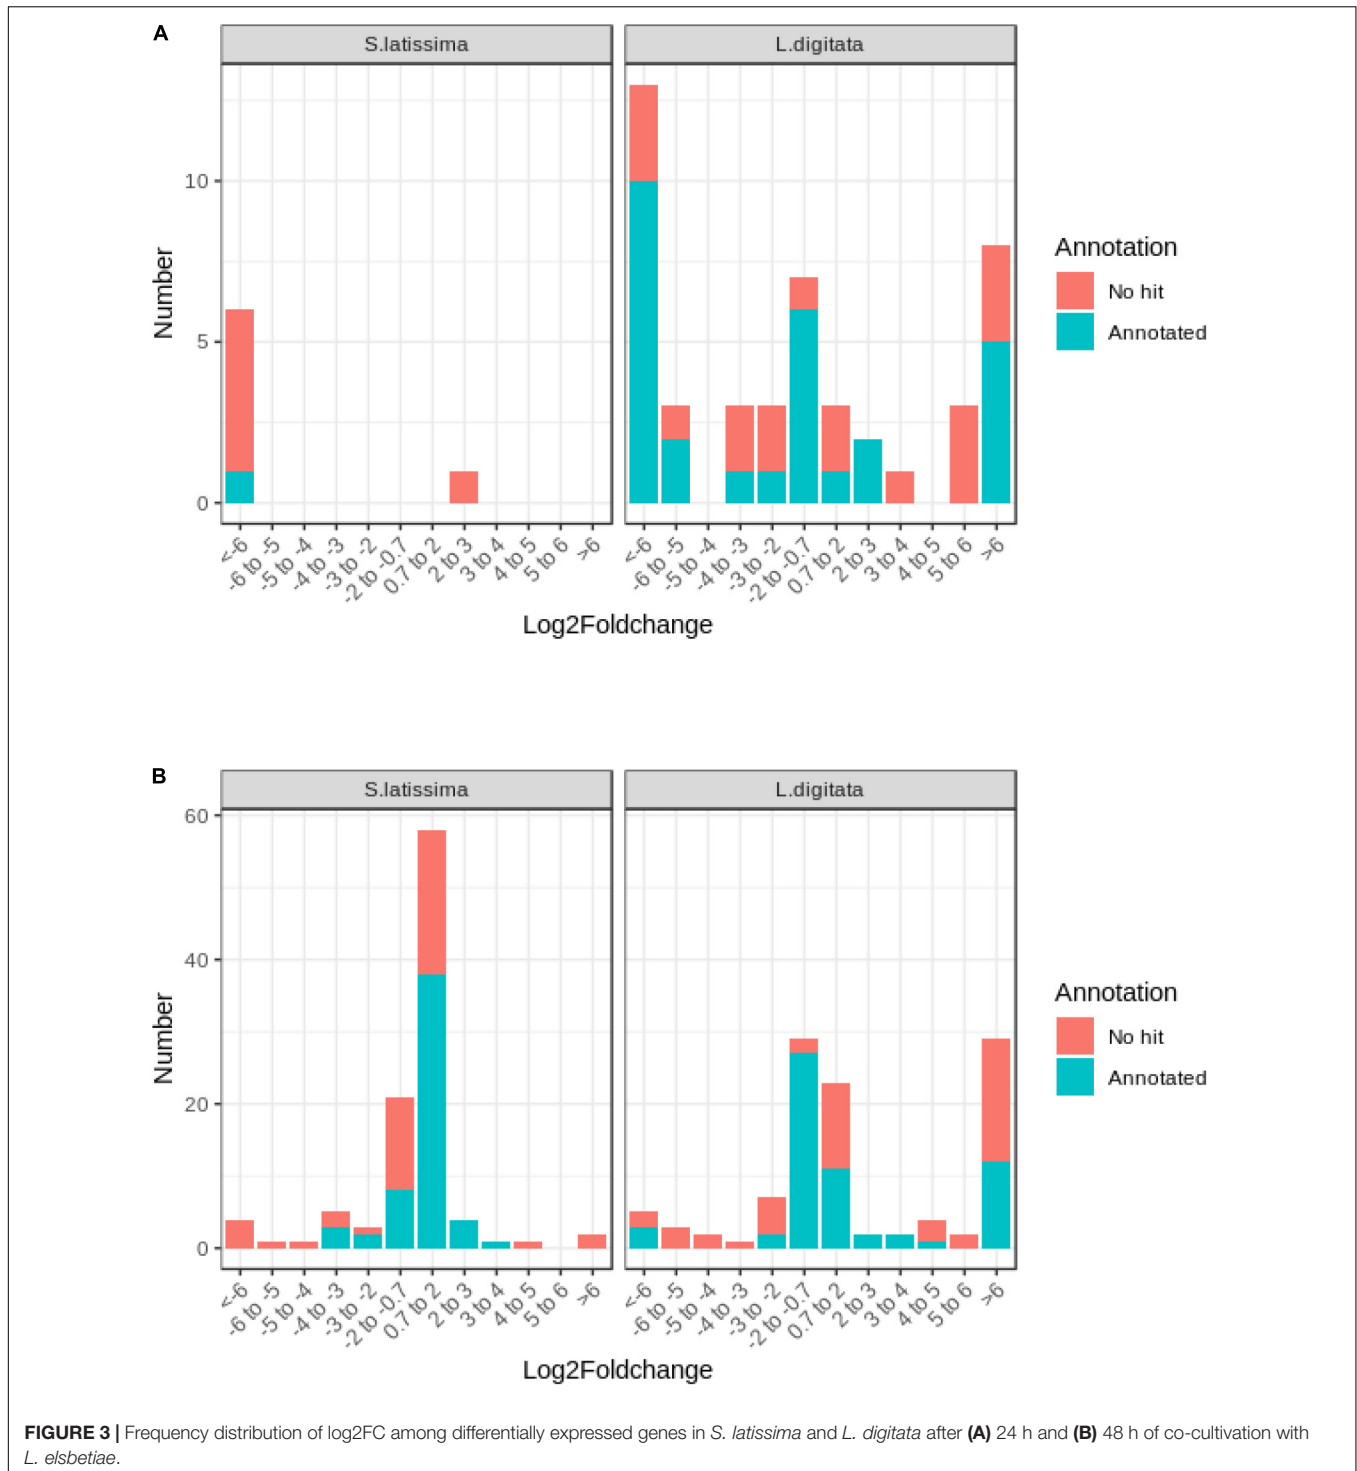 A
S.latissima
L.digitata
10
5
0
Number
<-6
-6 to -5
-5 to -4
-4 to -3
-3 to -2
-2 to -0.7
0.7 to 2
2 to 3
3 to 4
4 to 5
5 to 6
>6
<-6
-6 to -5
-5 to -4
-4 to -3
-3 to -2
-2 to -0.7
0.7 to 2
2 to 3
3 to 4
4 to 5
5 to 6
>6
Log2Foldchange
Annotation
No hit
Annotated
B
S.latissima
L.digitata
60
40
20
0
Number
<-6
-6 to -5
-5 to -4
-4 to -3
-3 to -2
-2 to -0.7
0.7 to 2
2 to 3
3 to 4
4 to 5
5 to 6
>6
<-6
-6 to -5
-5 to -4
-4 to -3
-3 to -2
-2 to -0.7
0.7 to 2
2 to 3
3 to 4
4 to 5
5 to 6
>6
Log2Foldchange
Annotation
No hit
Annotated
FIGURE 3 | Frequency distribution of log2FC among differentially expressed genes in S. latissima and L. digitata after (A) 24 h and (B) 48 h of co-cultivation with
L. elsbetiae.